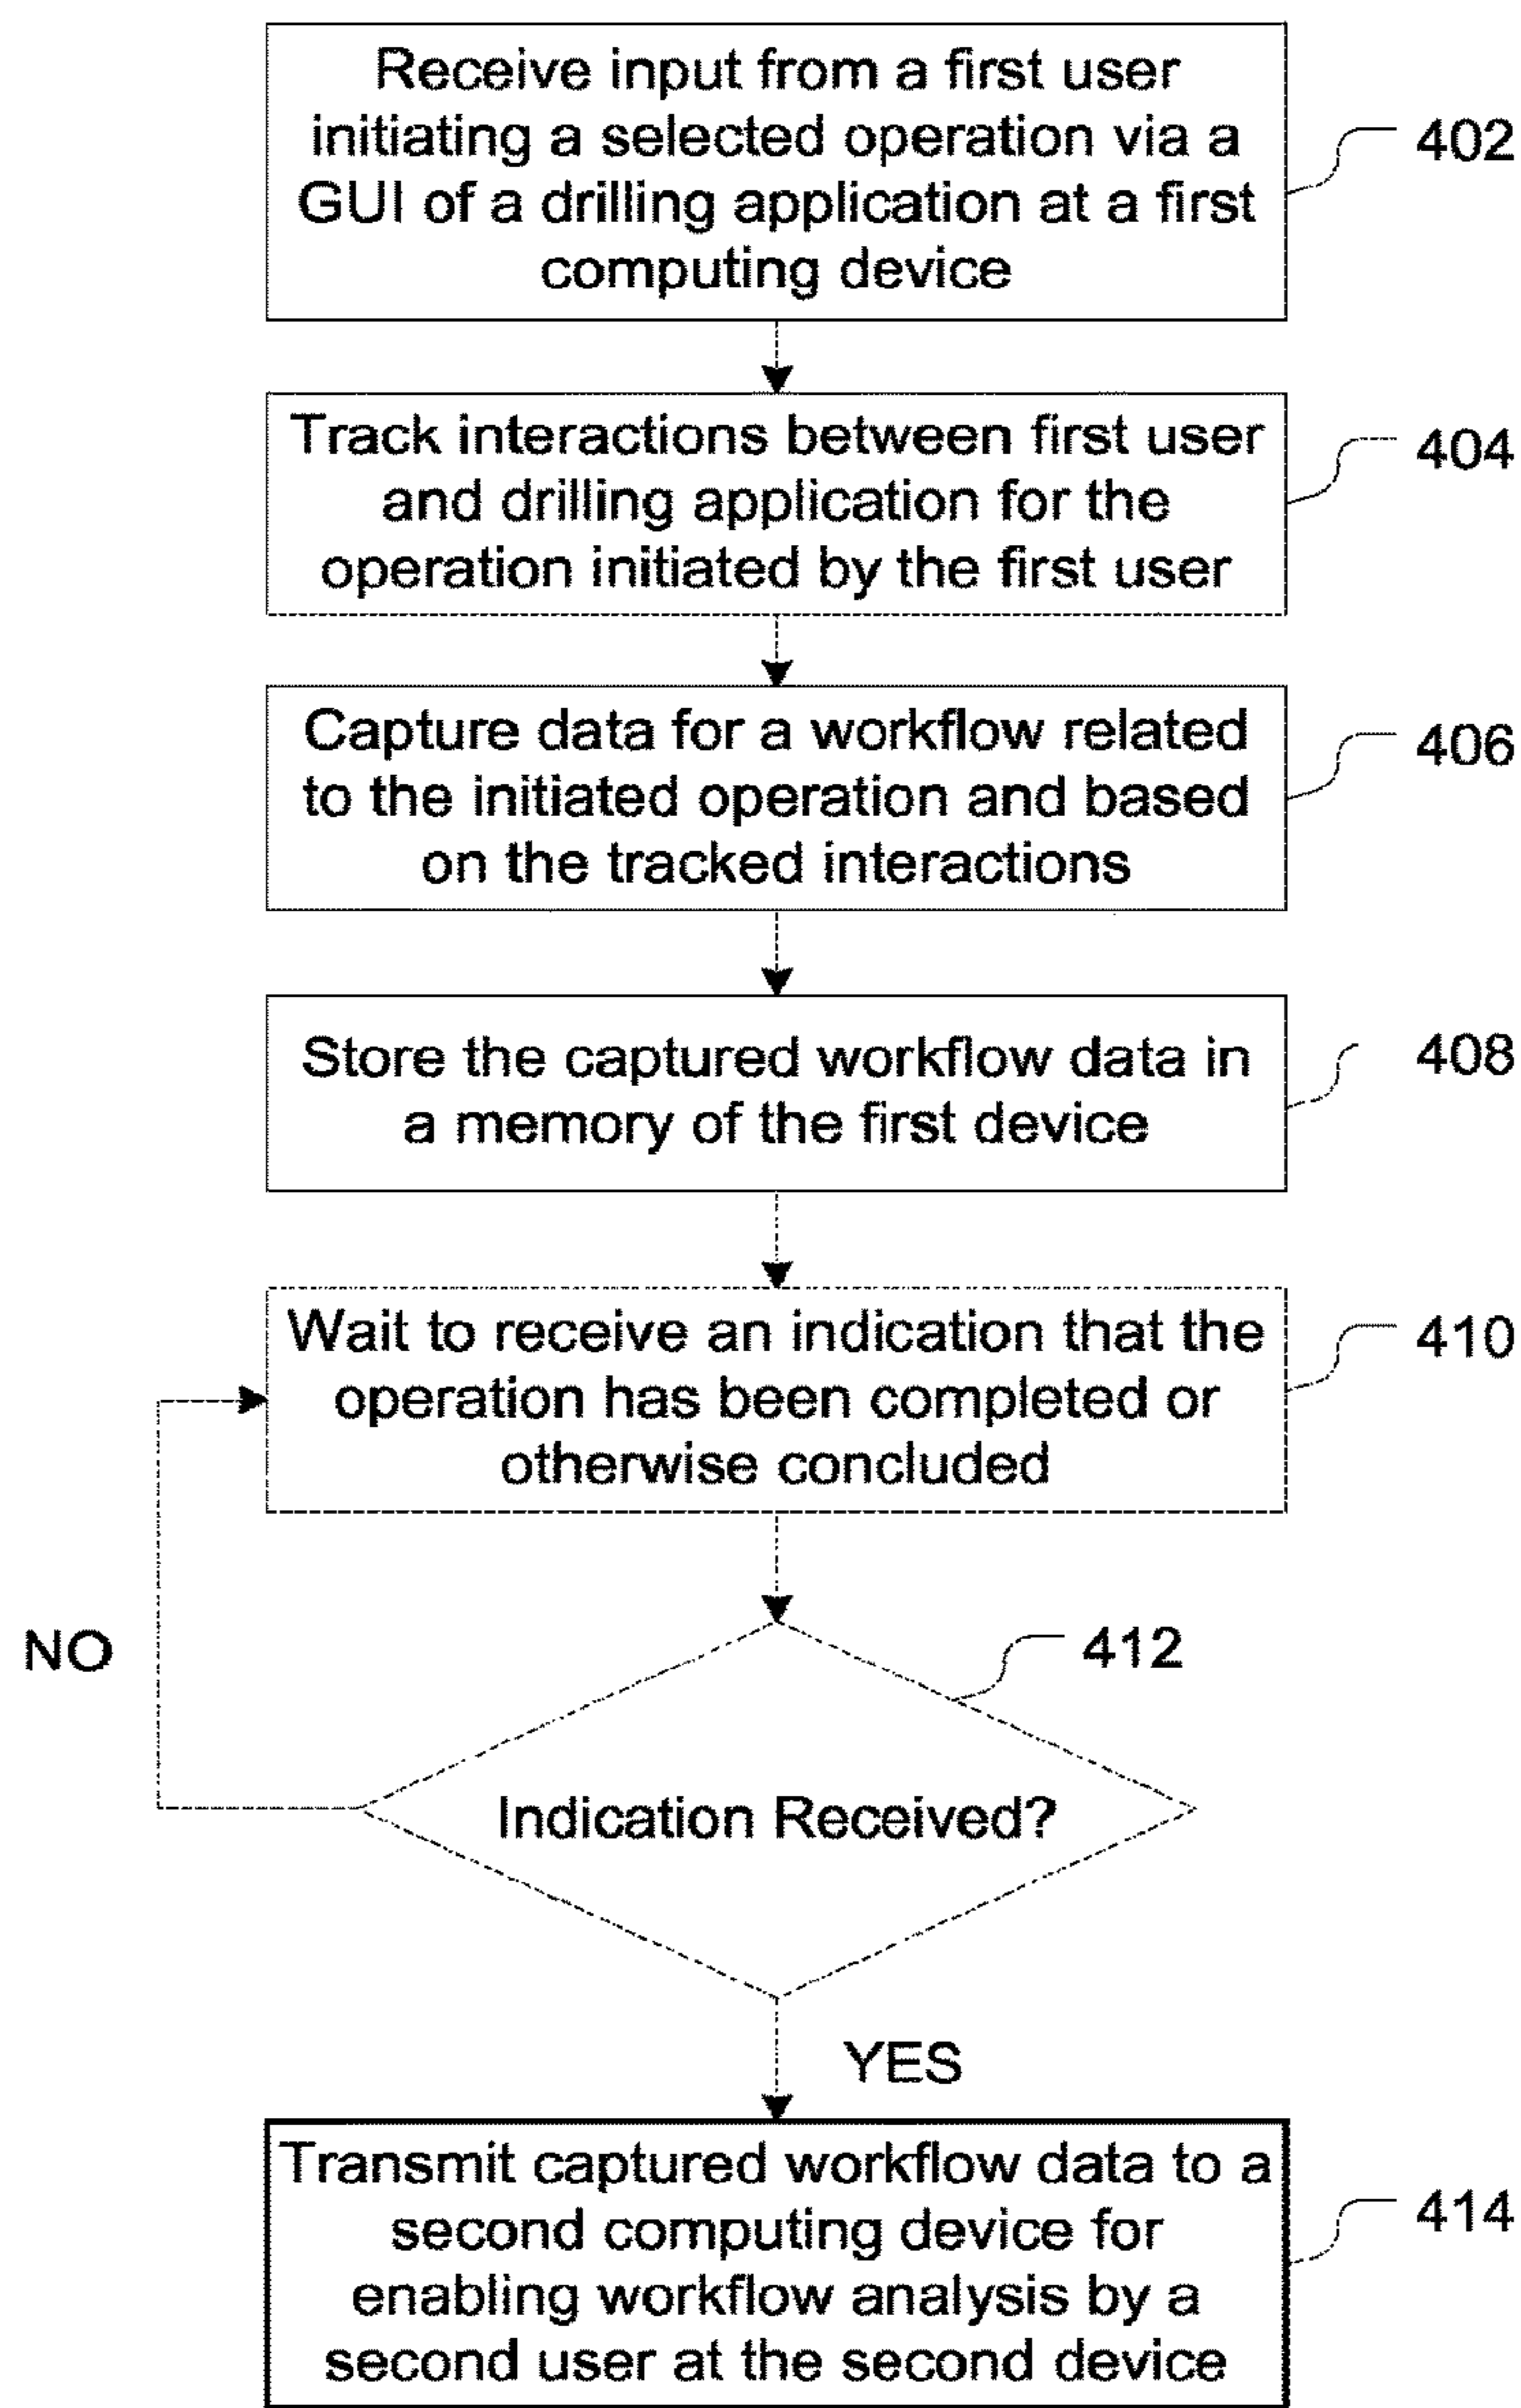 Receive input from a first user
initiating a selected operation via a
GUI of a drilling application at a first
computing device
402
Track interactions between first user
and drilling application for the
operation initiated by the first user
404
Capture data for a workflow related
to the initiated operation and based
on the tracked interactions
406
Store the captured workflow data in
a memory of the first device
408
Wait to receive an indication that the
operation has been completed or
otherwise concluded
410
NO
412
Indication Received?
YES
Transmit captured workflow data to a
second computing device for
enabling workflow analysis by a
second user at the second device
414